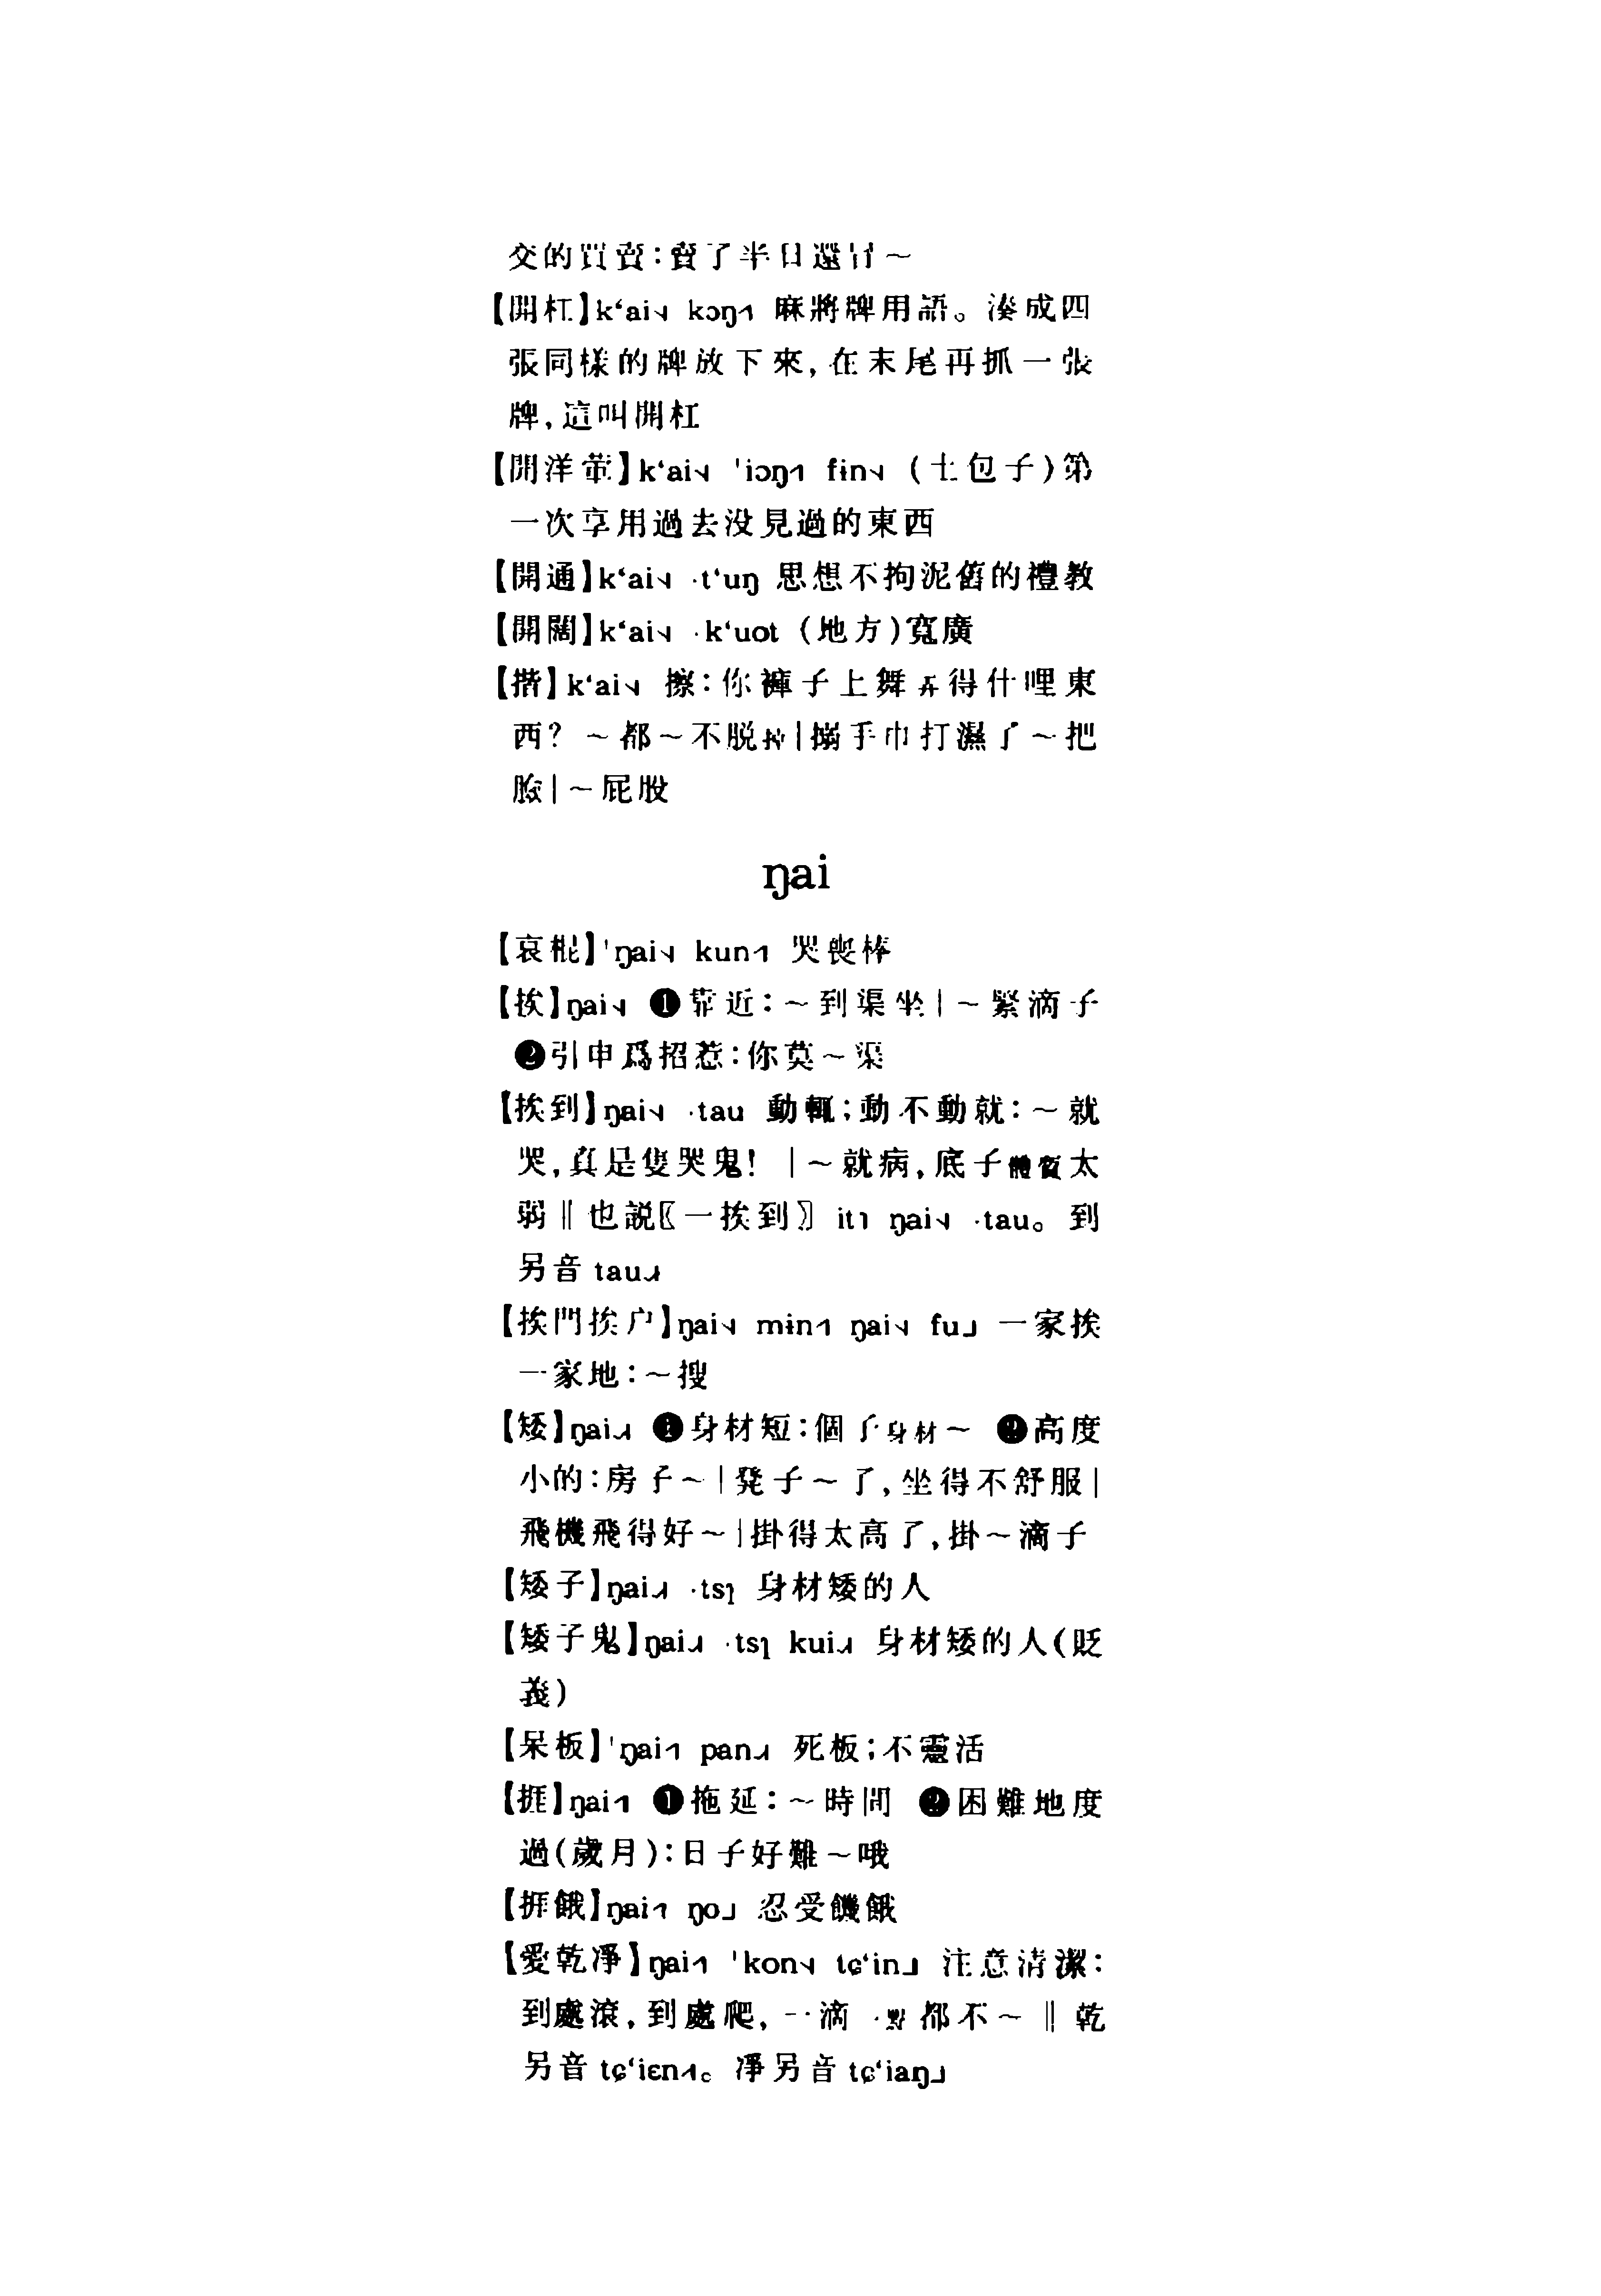 交的買賣：賣了半日還冇～
【開杠】k‘ai˧˩ kɔŋ˧˥ 麻將牌用語。湊成四
張同樣的牌放下來，在末尾再抓一張
牌，這叫開杠
【開洋葷】k‘ai˧˩ ˈiɔŋ˧˥ fɨn˧˩ (土包子)第
一次享用過去没見過的東西
【開通】k‘ai˧˩ ·t‘uŋ 思想不拘泥舊的禮教
【開闊】k‘ai˧˩ ·k‘uot (地方)寬廣
【揩】k‘ai˧˩ 擦：你褲子上舞弄得什哩東
西？ ～都～不脱掉|搦手巾打濕了～把
臉|～屁股
ŋai
【哀棍】ˈŋai˧˩ kun˧˥ 哭喪棒
【挨】ŋai˧˩ ❶靠近：～到渠坐|～緊滴子
❷引申爲招惹：你莫～渠
【挨到】ŋai˧˩ ·tau 動輒；動不動就：～就
哭，真是隻哭鬼！ |～就病，底子體質太
弱‖也説〖一挨到〗 it˥ ŋai˧˩ ·tau。到
另音 tau˨˩˧
【挨門挨户】ŋai˧˩ mɨn˧˥ ŋai˧˩ fu˩ 一家挨
一家地：～搜
【矮】ŋai˨˩˧ ❶身材短：個子身材～ ❷高度
小的：房子～|凳子～了，坐得不舒服|
飛機飛得好～|掛得太高了，掛～滴子
【矮子】ŋai˨˩˧ ·tsɿ 身材矮的人
【矮子鬼】ŋai˨˩˧ ·tsɿ kui˨˩˧ 身材矮的人(貶
義)
【呆板】ˈŋai˧˥ pan˨˩˧ 死板；不靈活
【捱】ŋai˧˥ ❶拖延：～時間 ❷困難地度
過(歲月)：日子好難～哦
【捱餓】ŋai˧˥ ŋo˩ 忍受饑餓
【愛乾凈】ŋai˧˥ ˈkon˧˩ tɕ‘in˩ 注意清潔：
到處滾，到處爬，一滴一點都不～‖乾
另音 tɕ‘iɛn˨˦。凈另音 tɕ‘iaŋ˩